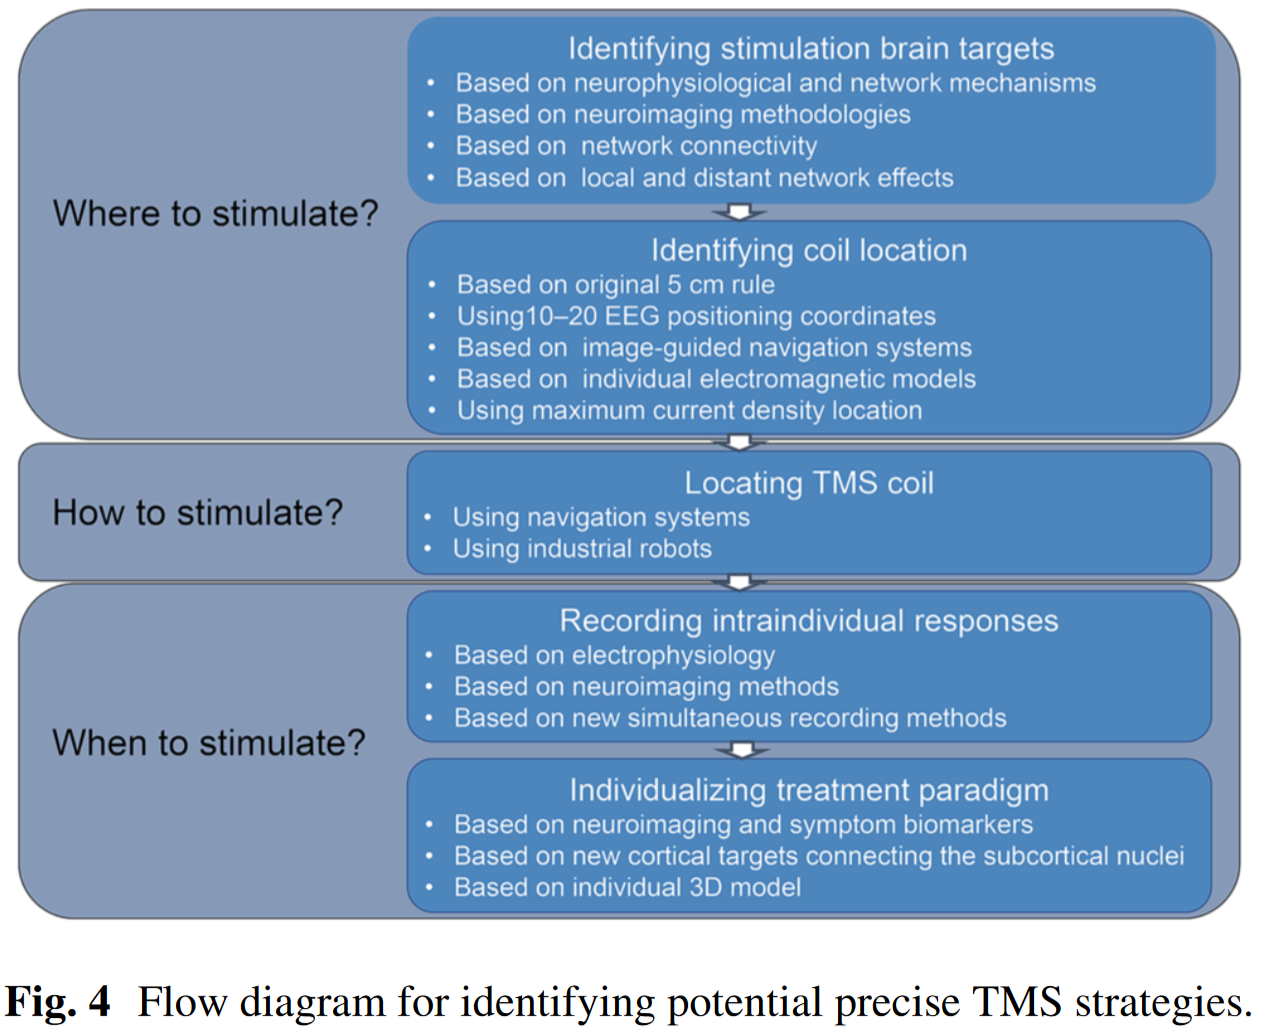 Where to stimulate?
Identifying stimulation brain targets
• Based on neurophysiological and network mechanisms
• Based on neuroimaging methodologies
• Based on  network connectivity
• Based on  local and distant network effects
Identifying coil location
• Based on original 5 cm rule
• Using10–20 EEG positioning coordinates
• Based on  image-guided navigation systems
• Based on  individual electromagnetic models
• Using maximum current density location
How to stimulate?
Locating TMS coil
• Using navigation systems
• Using industrial robots
When to stimulate?
Recording intraindividual responses
• Based on electrophysiology
• Based on neuroimaging methods
• Based on new simultaneous recording methods
Individualizing treatment paradigm
• Based on neuroimaging and symptom biomarkers
• Based on new cortical targets connecting the subcortical nuclei
• Based on individual 3D model
Fig. 4 Flow diagram for identifying potential precise TMS strategies.